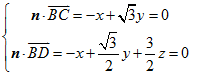 n·BC = -x + √3y = 0
n·BD = -x + √3/2 y + 3/2 z = 0